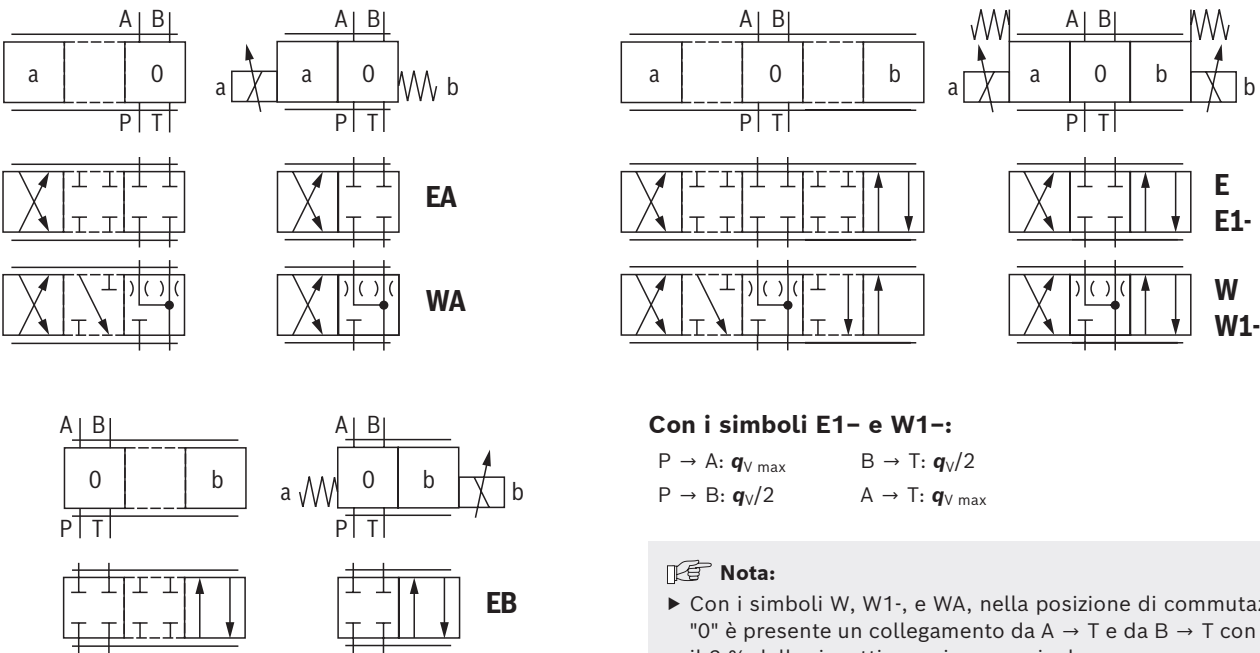 A B
a 0
P T
A B
a a 0 b
P T
EA
WA
A B
a 0 b
P T
A B
a a 0 b b
P T
E
E1-
W
W1-
A B
0 b
P T
A B
a 0 b b
P T
EB
Con i simboli E1– e W1–:
P → A: qV max B → T: qV/2
P → B: qV/2 A → T: qV max
Nota:
▶ Con i simboli W, W1-, e WA, nella posizione di
"0" è presente un collegamento da A → T e da B → T con